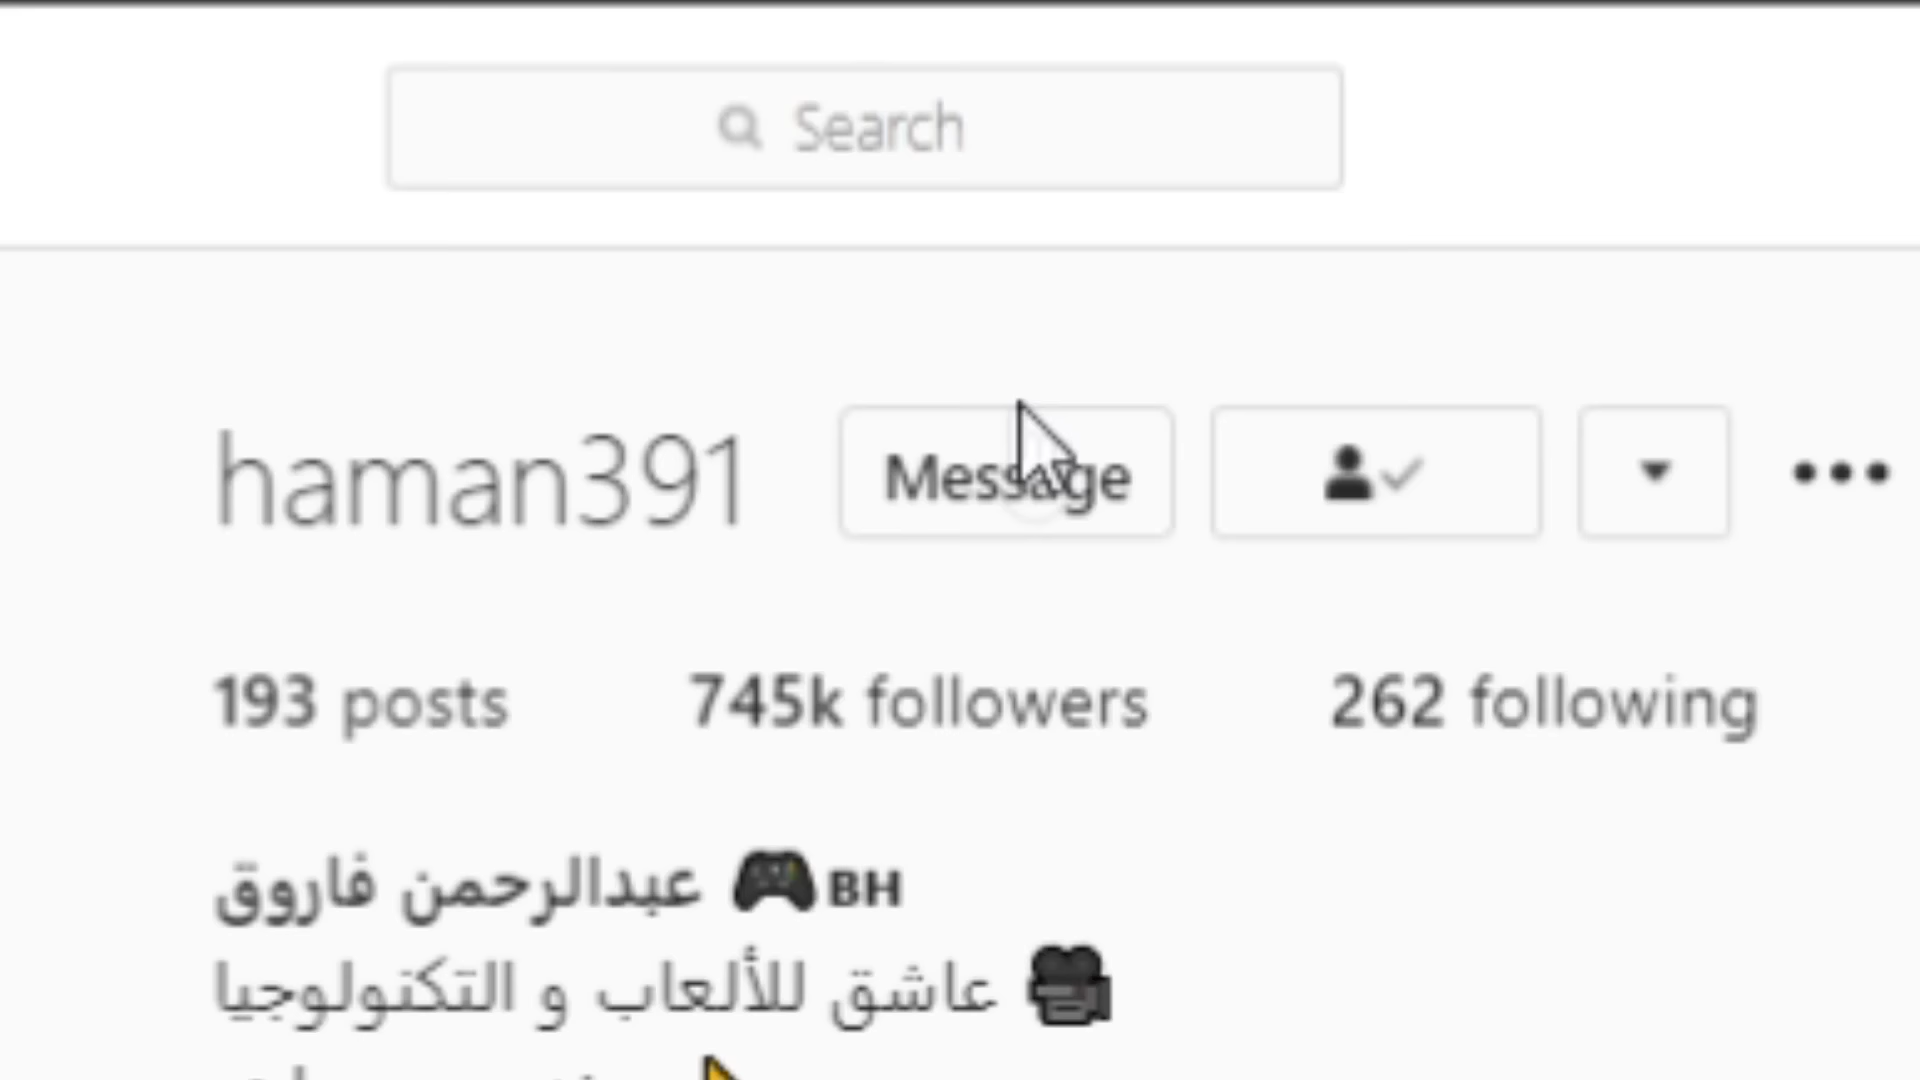 Search
haman391 Message
193 posts 745k followers 262 following
عبدالرحمن فاروق 🎮BH
عاشق للألعاب و التكنولوجيا 🎥